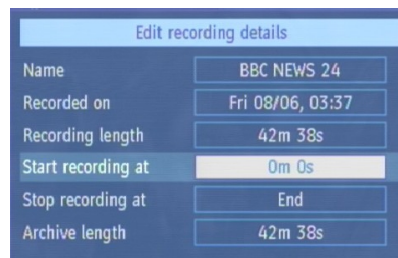 Edit recording details
Name BBC NEWS 24
Recorded on Fri 08/06, 03:37
Recording length 42m 38s
Start recording at 0m 0s
Stop recording at End
Archive length 42m 38s